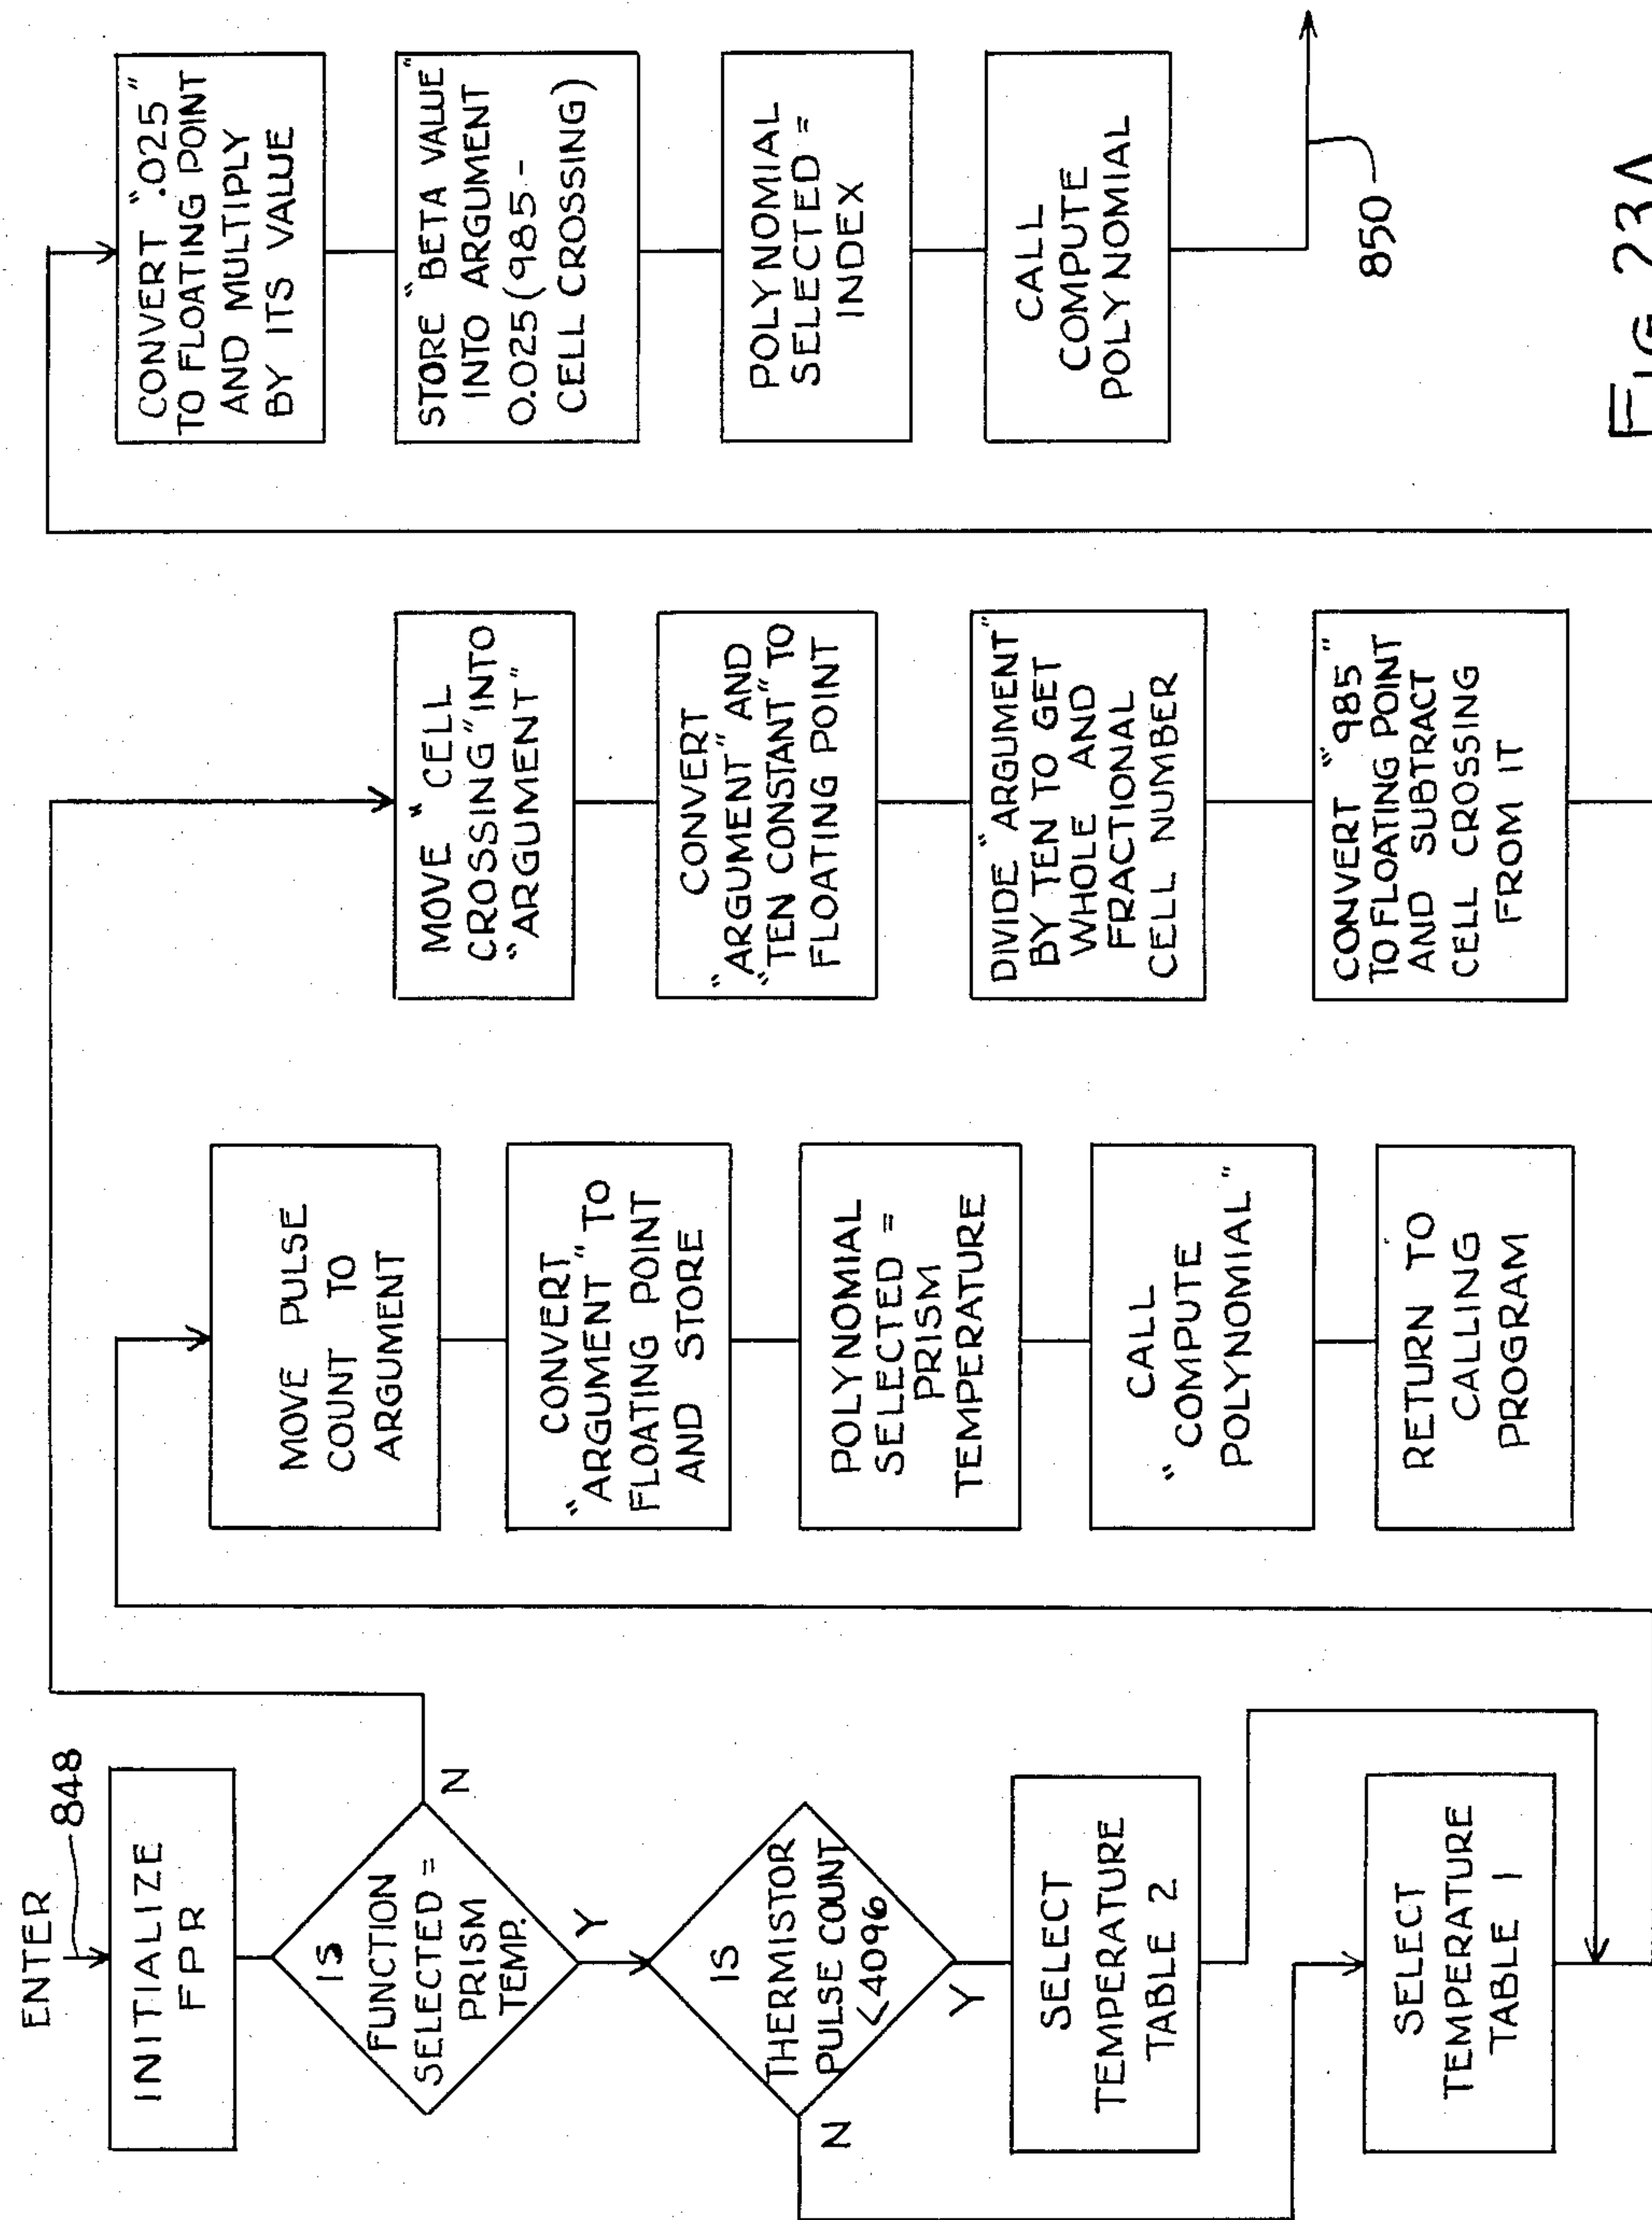 ENTER
848
INITIALIZE
FPR
IS
FUNCTION
SELECTED =
PRISM
TEMP.
N
Y
IS
THERMISTOR
PULSE COUNT
<4096
N
Y
SELECT
TEMPERATURE
TABLE 2
SELECT
TEMPERATURE
TABLE 1
MOVE PULSE
COUNT TO
ARGUMENT
CONVERT
"ARGUMENT" TO
FLOATING POINT
AND STORE
POLYNOMIAL
SELECTED =
PRISM
TEMPERATURE
CALL
"COMPUTE
POLYNOMIAL"
RETURN TO
CALLING
PROGRAM
MOVE "CELL
CROSSING" INTO
"ARGUMENT"
CONVERT
"ARGUMENT" AND
"TEN CONSTANT" TO
FLOATING POINT
DIVIDE "ARGUMENT"
BY TEN TO GET
WHOLE AND
FRACTIONAL
CELL NUMBER
CONVERT "985"
TO FLOATING POINT
AND SUBTRACT
CELL CROSSING
FROM IT
CONVERT ".025"
TO FLOATING POINT
AND MULTIPLY
BY ITS VALUE
STORE "BETA VALUE"
INTO ARGUMENT
0.025(985-
CELL CROSSING)
POLYNOMIAL
SELECTED =
INDEX
CALL
COMPUTE
POLYNOMIAL
850
FIG. 23A